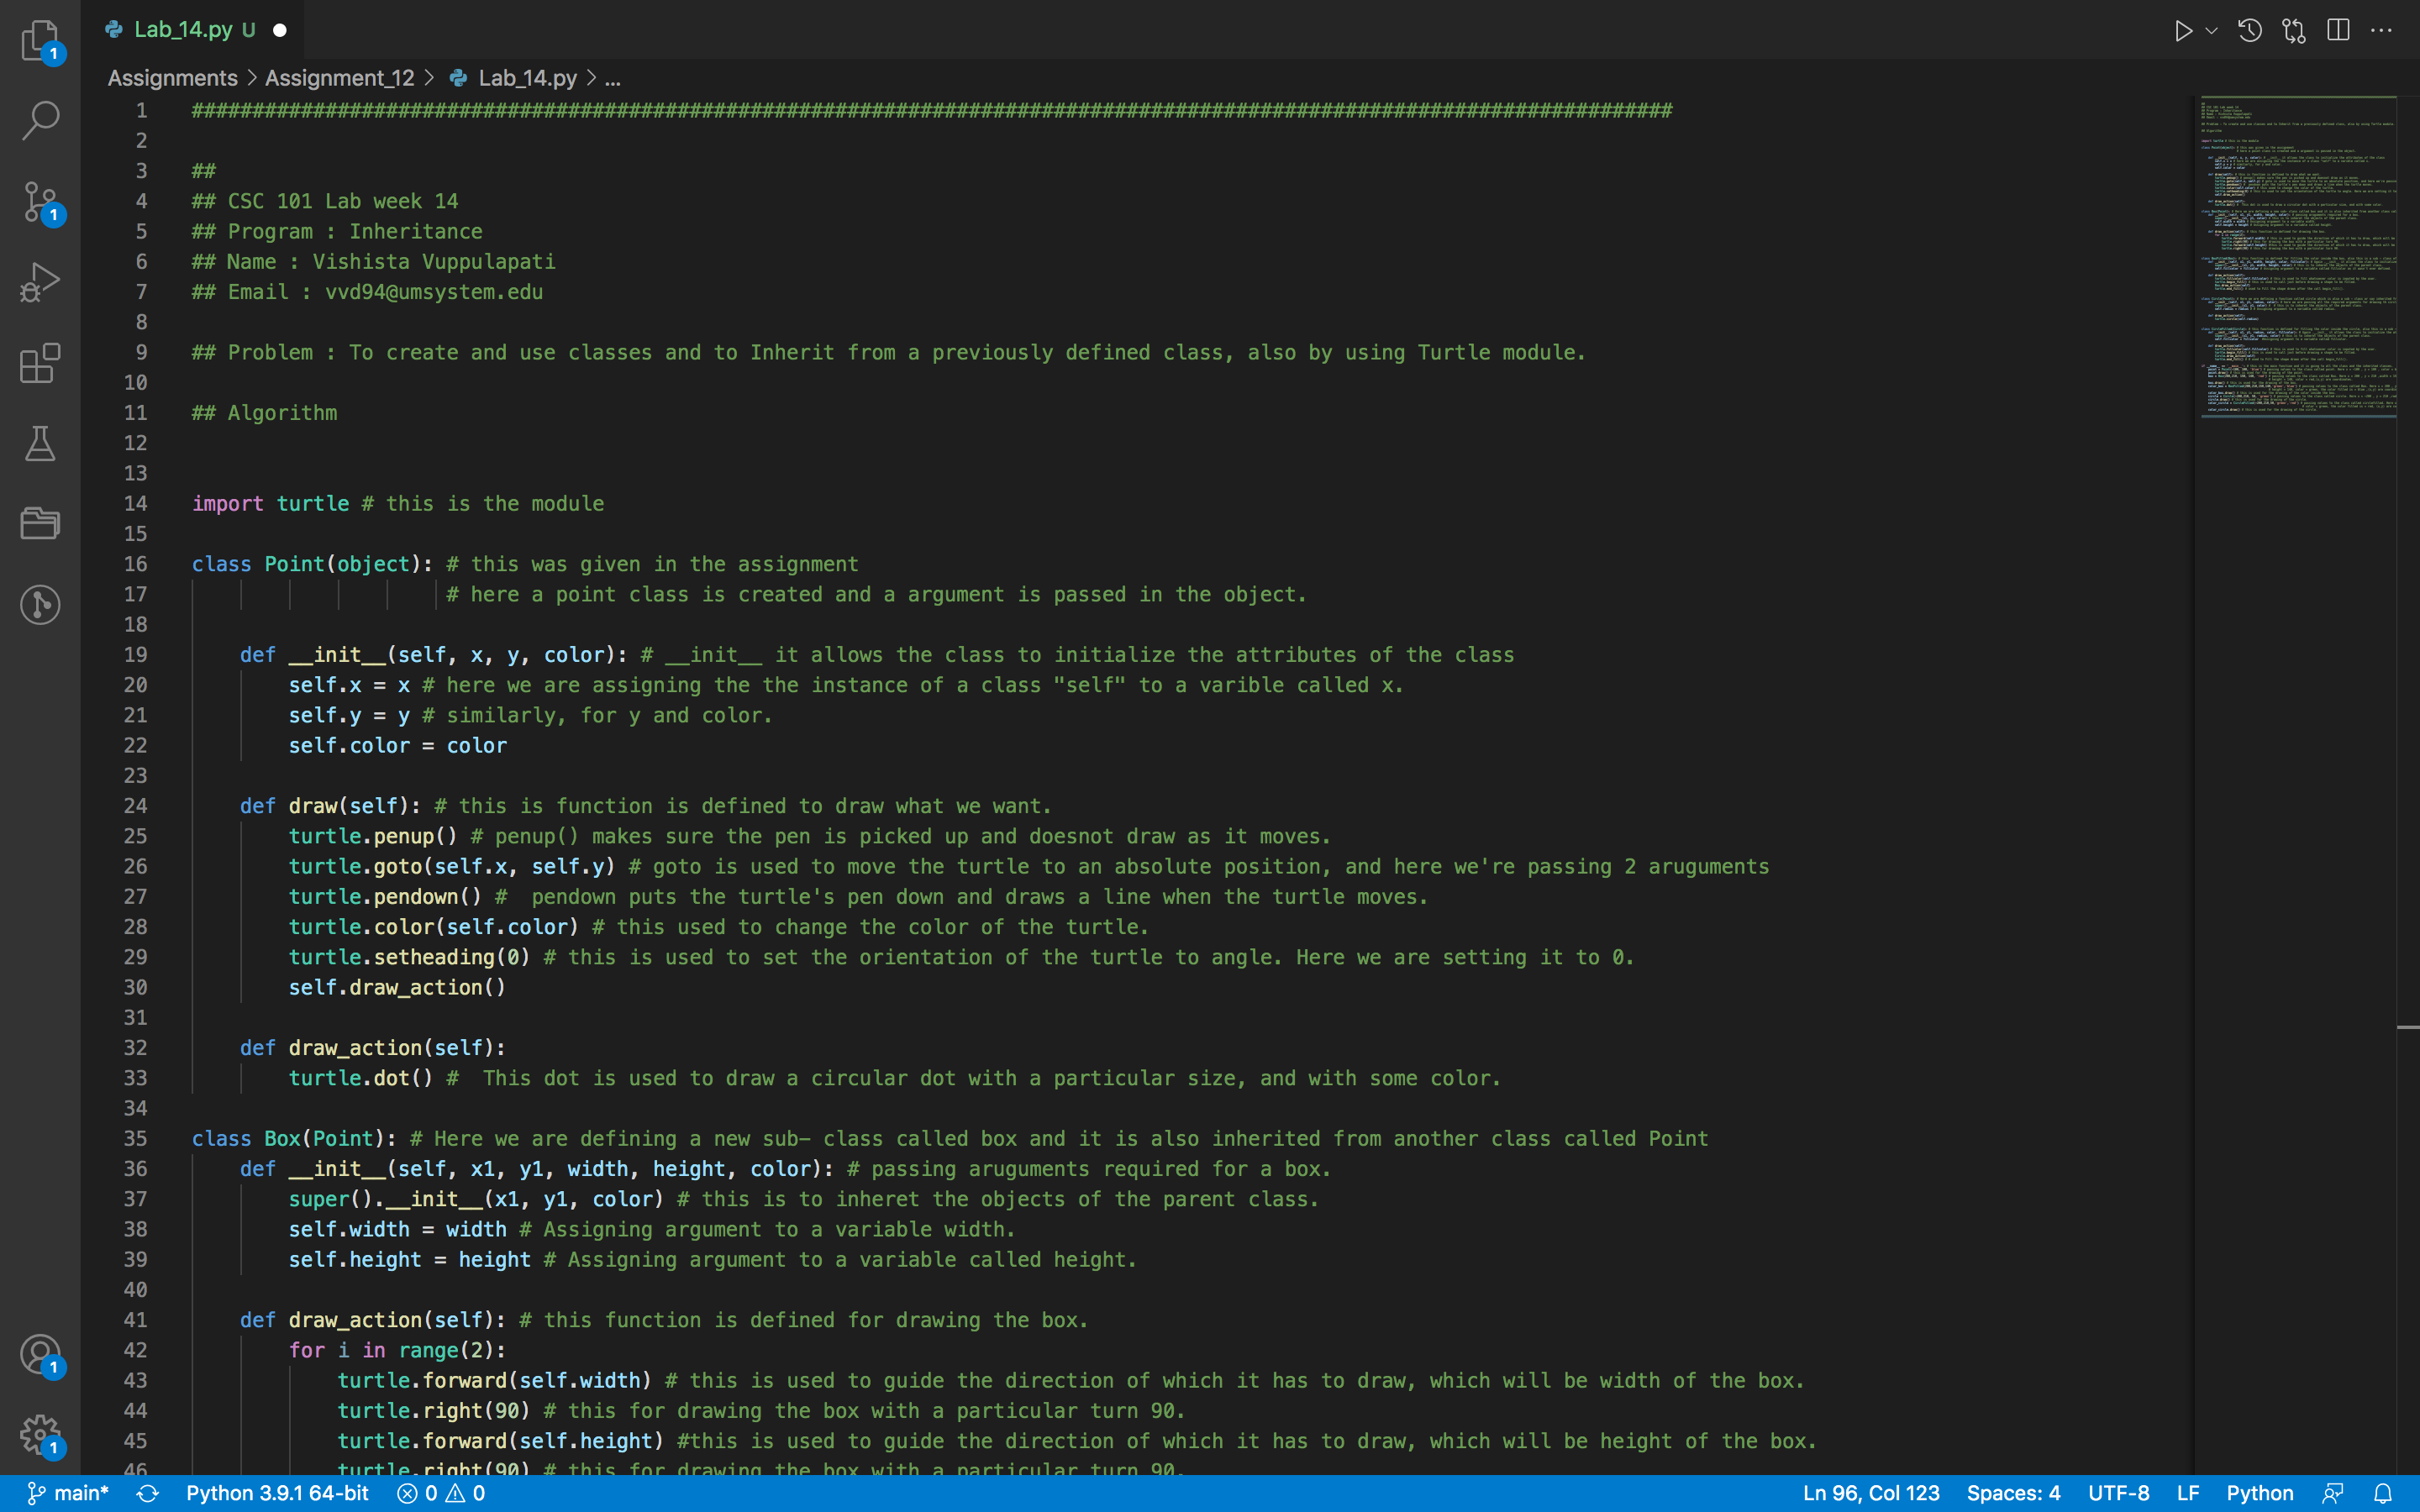 Lab_14.py U
Assignments > Assignment_12 > Lab_14.py > ...
1 ##########################################################################################################################
2
3 ##
4 ## CSC 101 Lab week 14
5 ## Program : Inheritance
6 ## Name : Vishista Vuppulapati
7 ## Email : vvd94@umsystem.edu
8
9 ## Problem : To create and use classes and to Inherit from a previously defined class, also by using Turtle module.
10
11 ## Algorithm
12
13
14 import turtle # this is the module
15
16 class Point(object): # this was given in the assignment
17 # here a point class is created and a argument is passed in the object.
18
19 def __init__(self, x, y, color): # __init__ it allows the class to initialize the attributes of the class
20 self.x = x # here we are assigning the the instance of a class "self" to a varible called x.
21 self.y = y # similarly, for y and color.
22 self.color = color
23
24 def draw(self): # this is function is defined to draw what we want.
25 turtle.penup() # penup() makes sure the pen is picked up and doesnot draw as it moves.
26 turtle.goto(self.x, self.y) # goto is used to move the turtle to an absolute position, and here we're passing 2 aruguments
27 turtle.pendown() #  pendown puts the turtle's pen down and draws a line when the turtle moves.
28 turtle.color(self.color) # this used to change the color of the turtle.
29 turtle.setheading(0) # this is used to set the orientation of the turtle to angle. Here we are setting it to 0.
30 self.draw_action()
31
32 def draw_action(self):
33 turtle.dot() #  This dot is used to draw a circular dot with a particular size, and with some color.
34
35 class Box(Point): # Here we are defining a new sub- class called box and it is also inherited from another class called Point
36 def __init__(self, x1, y1, width, height, color): # passing aruguments required for a box.
37 super().__init__(x1, y1, color) # this is to inheret the objects of the parent class.
38 self.width = width # Assigning argument to a variable width.
39 self.height = height # Assigning argument to a variable called height.
40
41 def draw_action(self): # this function is defined for drawing the box.
42 for i in range(2):
43 turtle.forward(self.width) # this is used to guide the direction of which it has to draw, which will be width of the box.
44 turtle.right(90) # this for drawing the box with a particular turn 90.
45 turtle.forward(self.height) #this is used to guide the direction of which it has to draw, which will be height of the box.
46 turtle.right(90) # this for drawing the box with a particular turn 90.
1
1
1
1
main* Python 3.9.1 64-bit 0 0 Ln 96, Col 123 Spaces: 4 UTF-8 LF Python